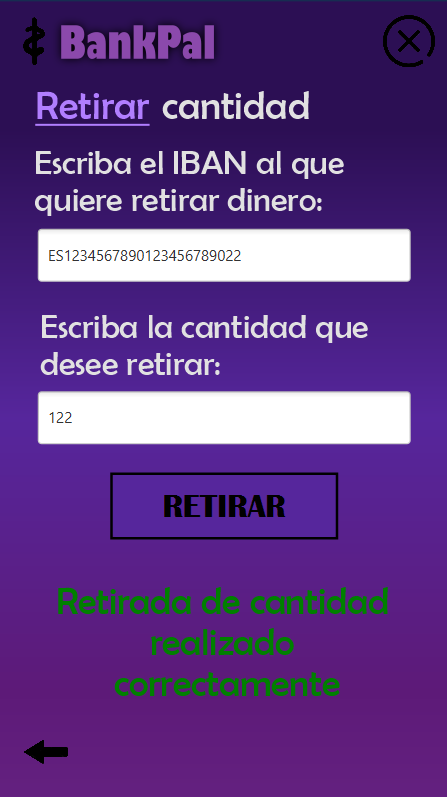 BankPal
Retirar cantidad
Escriba el IBAN al que
quiere retirar dinero:
ES1234567890123456789022
Escriba la cantidad que
desee retirar:
122
RETIRAR
Retirada de cantidad
realizado
correctamente